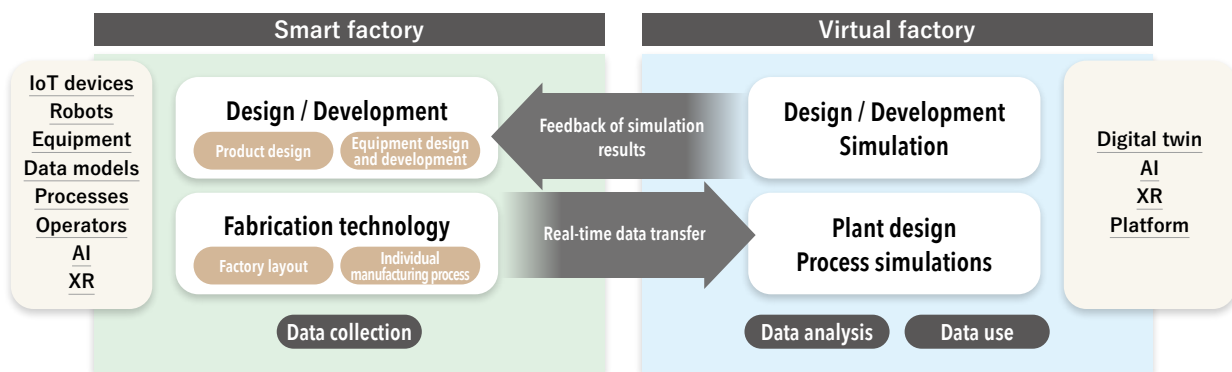 Smart factory
Virtual factory
IoT devices
Robots
Equipment
Data models
Processes
Operators
AI
XR
Design / Development
Product design
Equipment design
and development
Fabrication technology
Factory layout
Individual
manufacturing process
Data collection
Feedback of simulation
results
Real-time data transfer
Design / Development
Simulation
Plant design
Process simulations
Data analysis
Data use
Digital twin
AI
XR
Platform